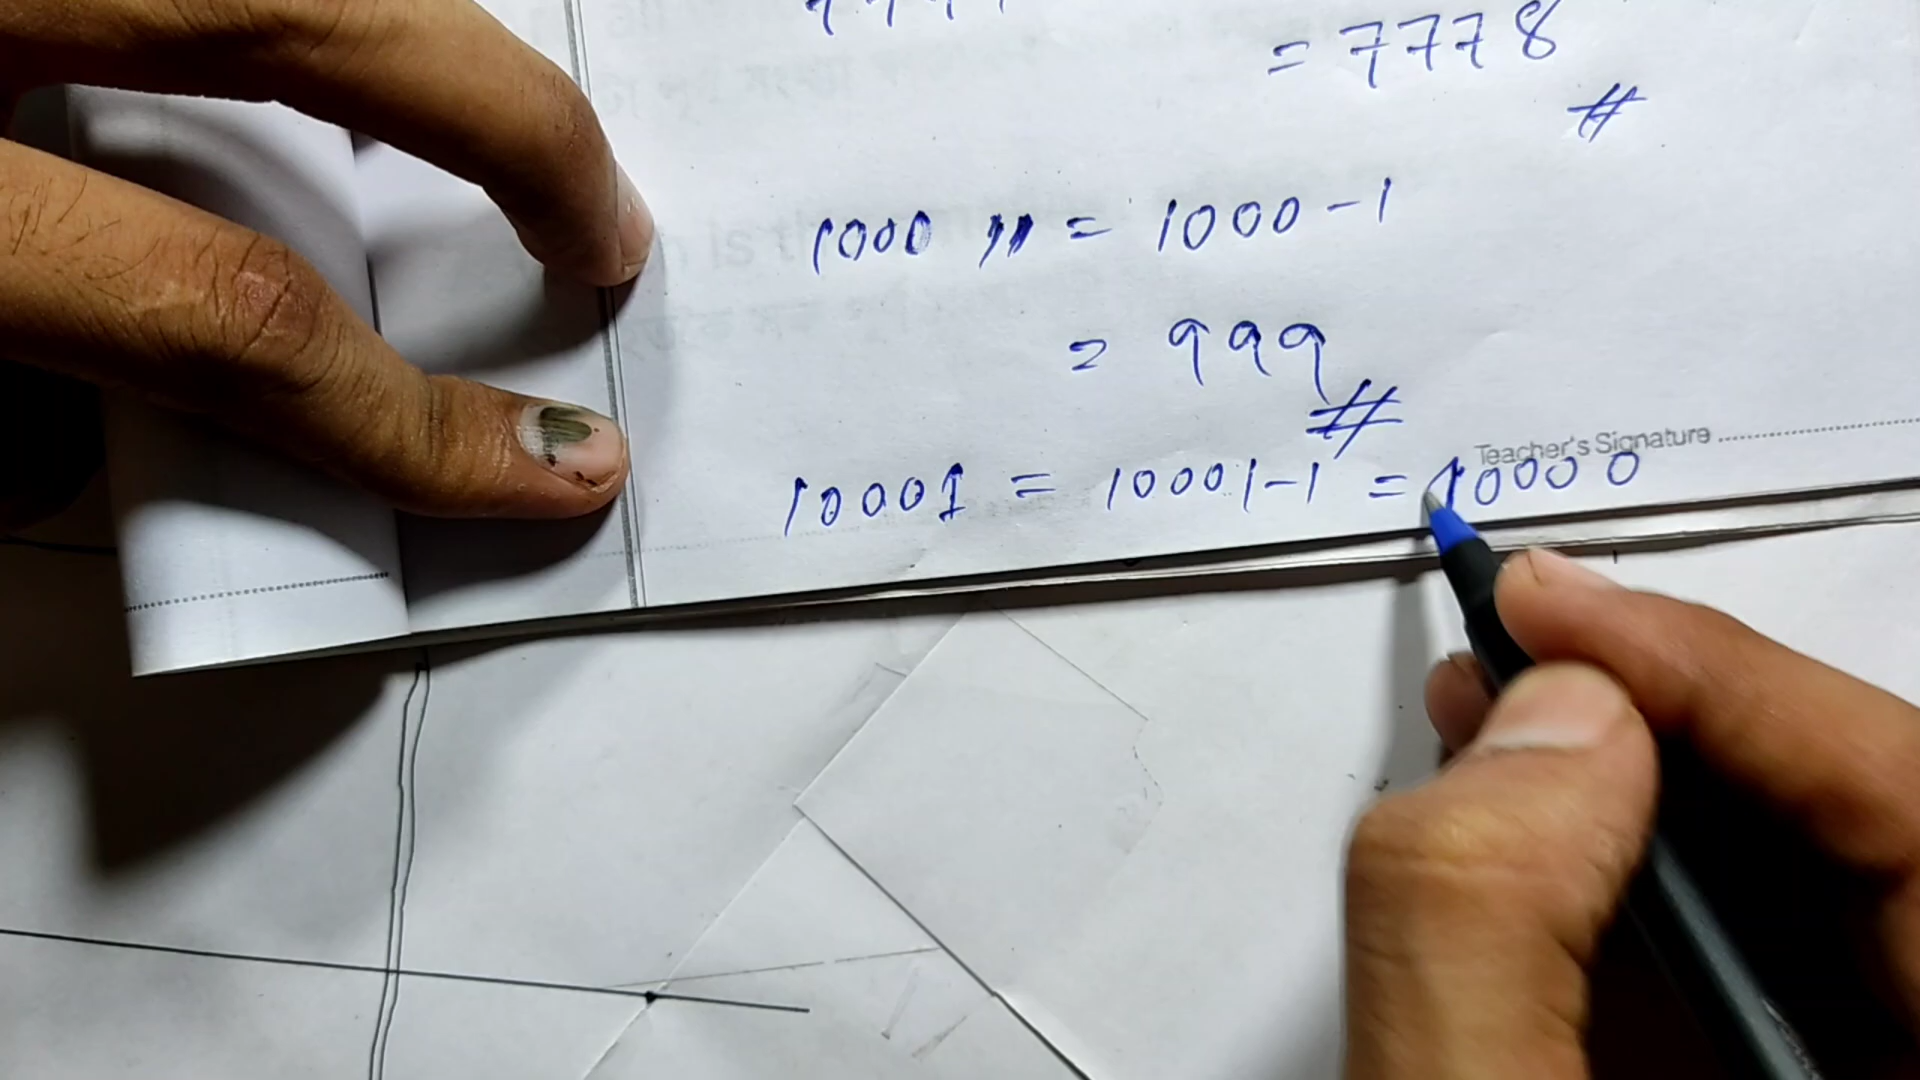 = 7778
#
1000 ,, = 1000 - 1
= 999
#
Teacher's Signature
10001 = 10001 - 1 = 10000